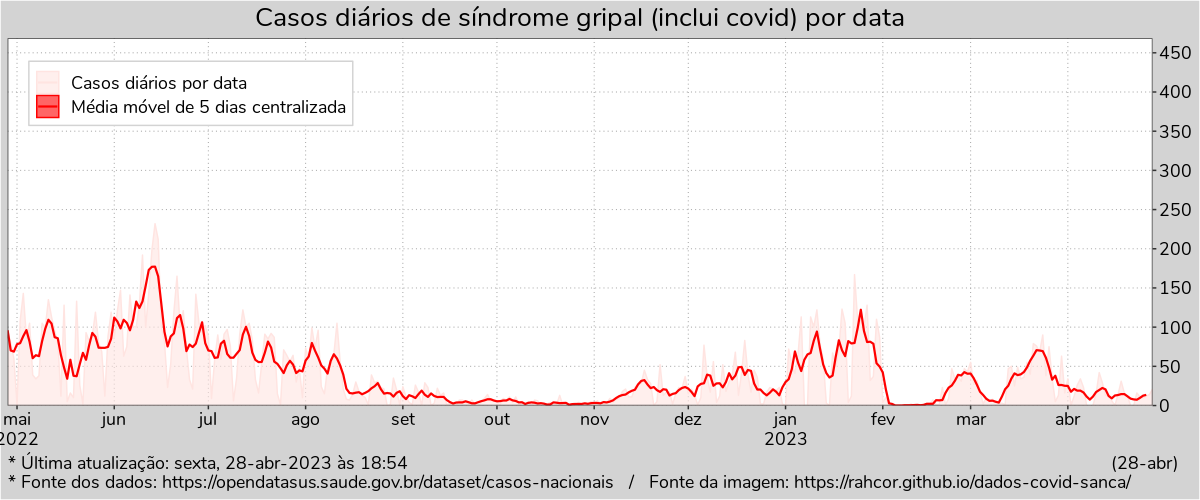 Casos diários de síndrome gripal (inclui covid) por data
Casos diários por data
Média móvel de 5 dias centralizada
450
400
350
300
250
200
150
100
50
0
mai jun jul ago set out nov dez jan fev mar abr
2022 2023
* Última atualização: sexta, 28-abr-2023 às 18:54 (28-abr)
* Fonte dos dados: https://opendatasus.saude.gov.br/dataset/casos-nacionais / Fonte da imagem: https://rahcor.github.io/dados-covid-sanca/